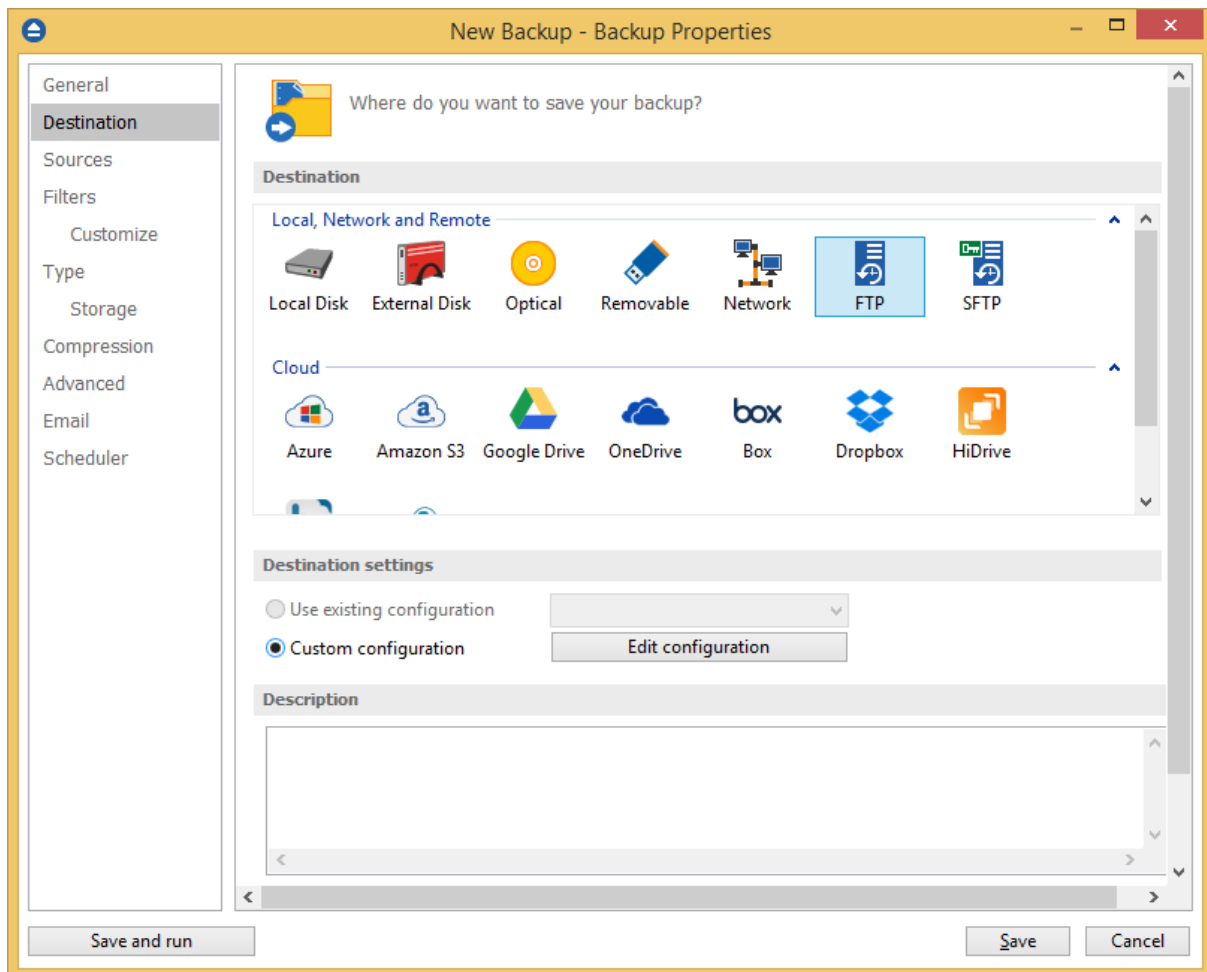 New Backup - Backup Properties
General
Destination
Sources
Filters
Customize
Type
Storage
Compression
Advanced
Email
Scheduler
Where do you want to save your backup?
Destination
Local, Network and Remote
Local Disk External Disk Optical Removable Network FTP SFTP
Cloud
a box
Azure Amazon S3 Google Drive OneDrive Box Dropbox HiDrive
Destination settings
Use existing configuration
Custom configuration Edit configuration
Description
Save and run Save Cancel